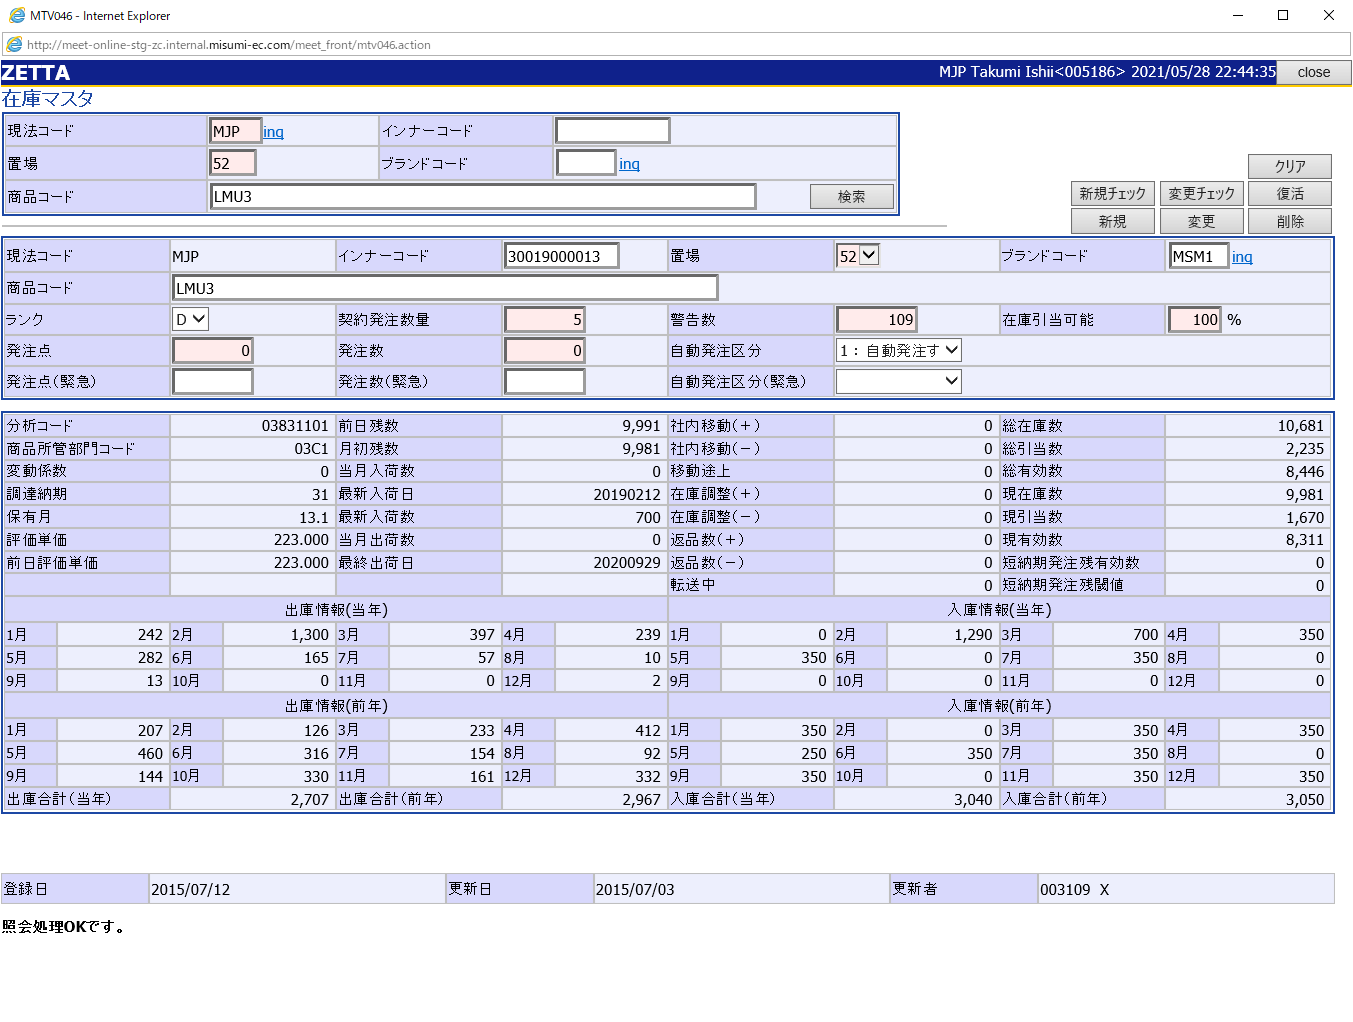 MTV046 - Internet Explorer
http://meet-online-stg-zc.internal.misumi-ec.com/meet_front/mtv046.action
ZETTA MJP Takumi Ishii<005186> 2021/05/28 22:44:35 close
在庫マスタ
現法コード MJP inq インナーコード
置場 52 ブランドコード inq
クリア
商品コード LMU3 検索
新規チェック 変更チェック 復活
新規 変更 削除
現法コード MJP インナーコード 30019000013 置場 52 ブランドコード MSM1 inq
商品コード LMU3
ランク D 契約発注数量 5 警告数 109 在庫引当可能 100 %
発注点 0 発注数 0 自動発注区分 1：自動発注す
発注点(緊急) 発注数(緊急) 自動発注区分(緊急)
分析コード 03831101 前日残数 9,991 社内移動(+) 0 総在庫数 10,681
商品所管部門コード 03C1 月初残数 9,981 社内移動(−) 0 総引当数 2,235
変動係数 0 当月入荷数 0 移動途上 0 総有効数 8,446
調達納期 31 最新入荷日 20190212 在庫調整(+) 0 現在庫数 9,981
保有月 13.1 最新入荷数 700 在庫調整(−) 0 現引当数 1,670
評価単価 223.000 当月出荷数 0 返品数(+) 0 現有効数 8,311
前日評価単価 223.000 最終出荷日 20200929 返品数(−) 0 短納期発注残有効数 0
転送中 0 短納期発注残閾値 0
出庫情報(当年) 入庫情報(当年)
1月 242 2月 1,300 3月 397 4月 239 1月 0 2月 1,290 3月 700 4月 350
5月 282 6月 165 7月 57 8月 10 5月 350 6月 0 7月 350 8月 0
9月 13 10月 0 11月 0 12月 2 9月 0 10月 0 11月 0 12月 0
出庫情報(前年) 入庫情報(前年)
1月 207 2月 126 3月 233 4月 412 1月 350 2月 0 3月 350 4月 350
5月 460 6月 316 7月 154 8月 92 5月 250 6月 350 7月 350 8月 0
9月 144 10月 330 11月 161 12月 332 9月 350 10月 0 11月 350 12月 350
出庫合計(当年) 2,707 出庫合計(前年) 2,967 入庫合計(当年) 3,040 入庫合計(前年) 3,050
登録日 2015/07/12 更新日 2015/07/03 更新者 003109 X
照会処理OKです。